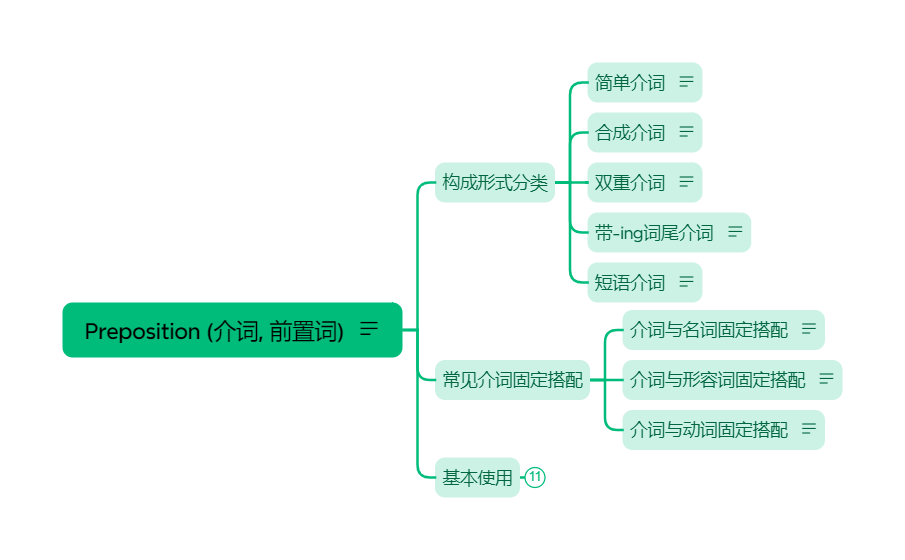 Preposition (介词, 前置词)
构成形式分类
简单介词
合成介词
双重介词
带-ing词尾介词
短语介词
常见介词固定搭配
介词与名词固定搭配
介词与形容词固定搭配
介词与动词固定搭配
基本使用
11